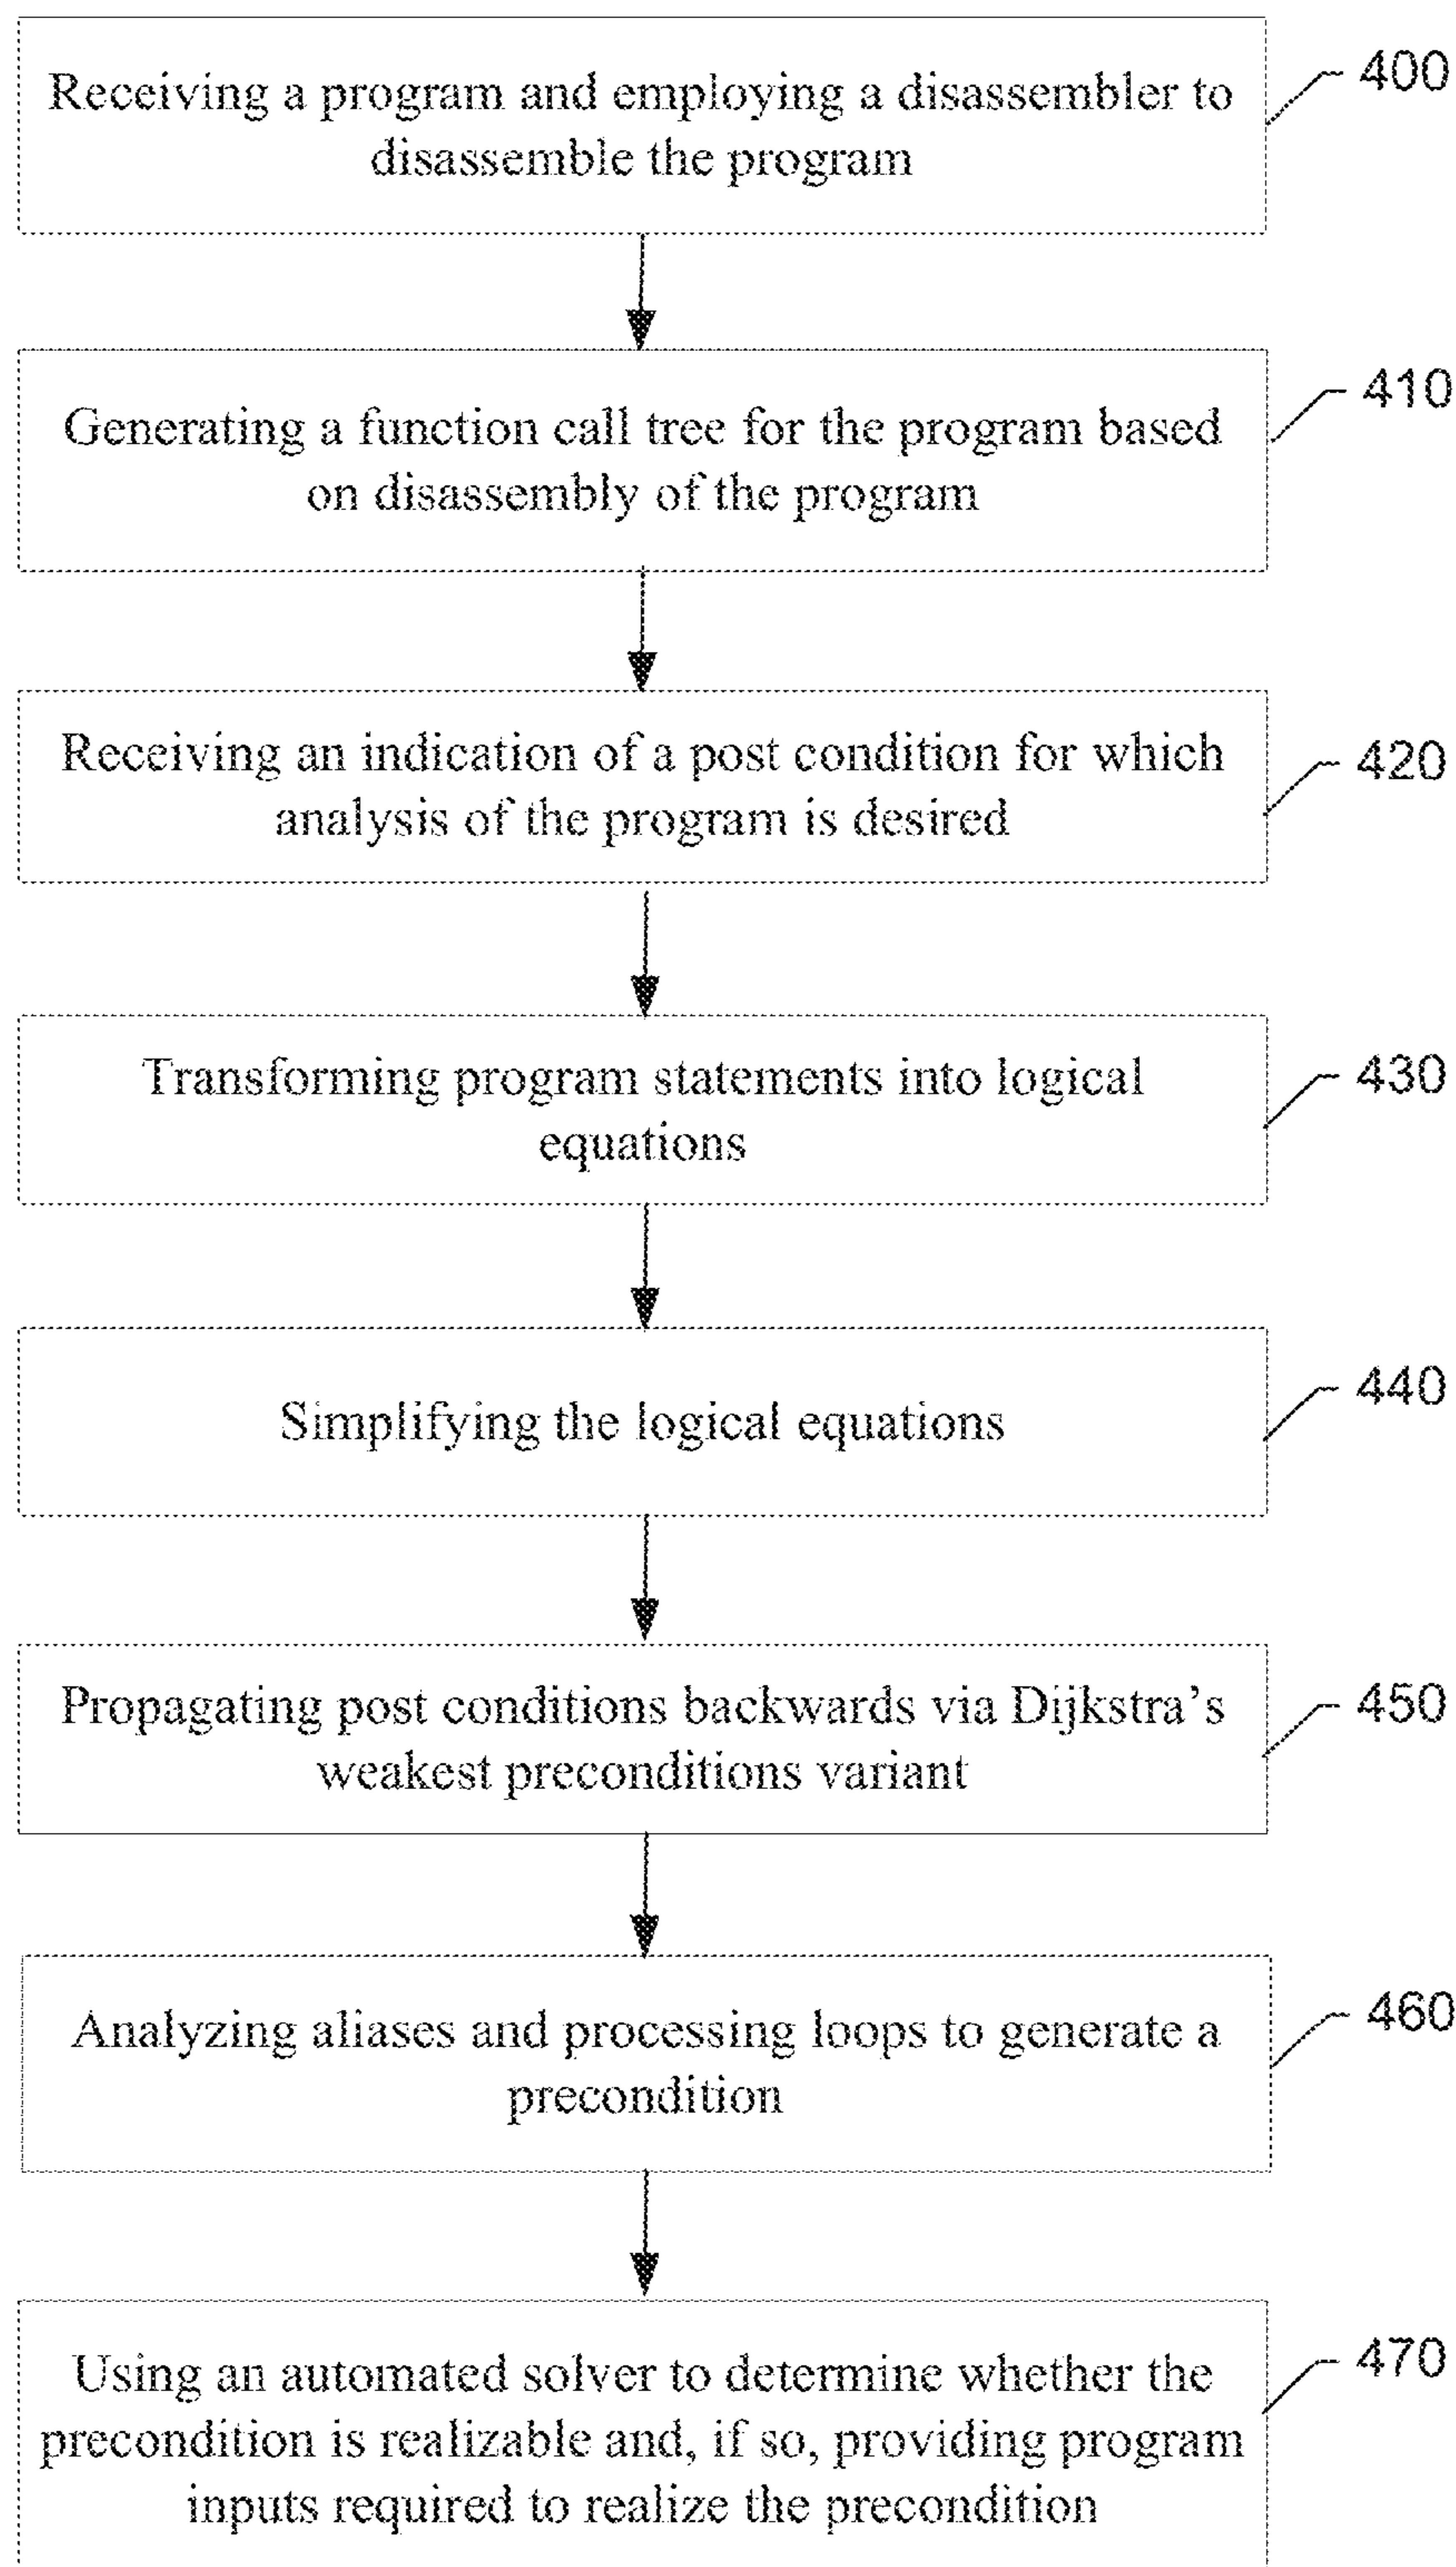 Receiving a program and employing a disassembler to
disassemble the program
400
Generating a function call tree for the program based
on disassembly of the program
410
Receiving an indication of a post condition for which
analysis of the program is desired
420
Transforming program statements into logical
equations
430
Simplifying the logical equations
440
Propagating post conditions backwards via Dijkstra's
weakest preconditions variant
450
Analyzing aliases and processing loops to generate a
precondition
460
Using an automated solver to determine whether the
precondition is realizable and, if so, providing program
inputs required to realize the precondition
470